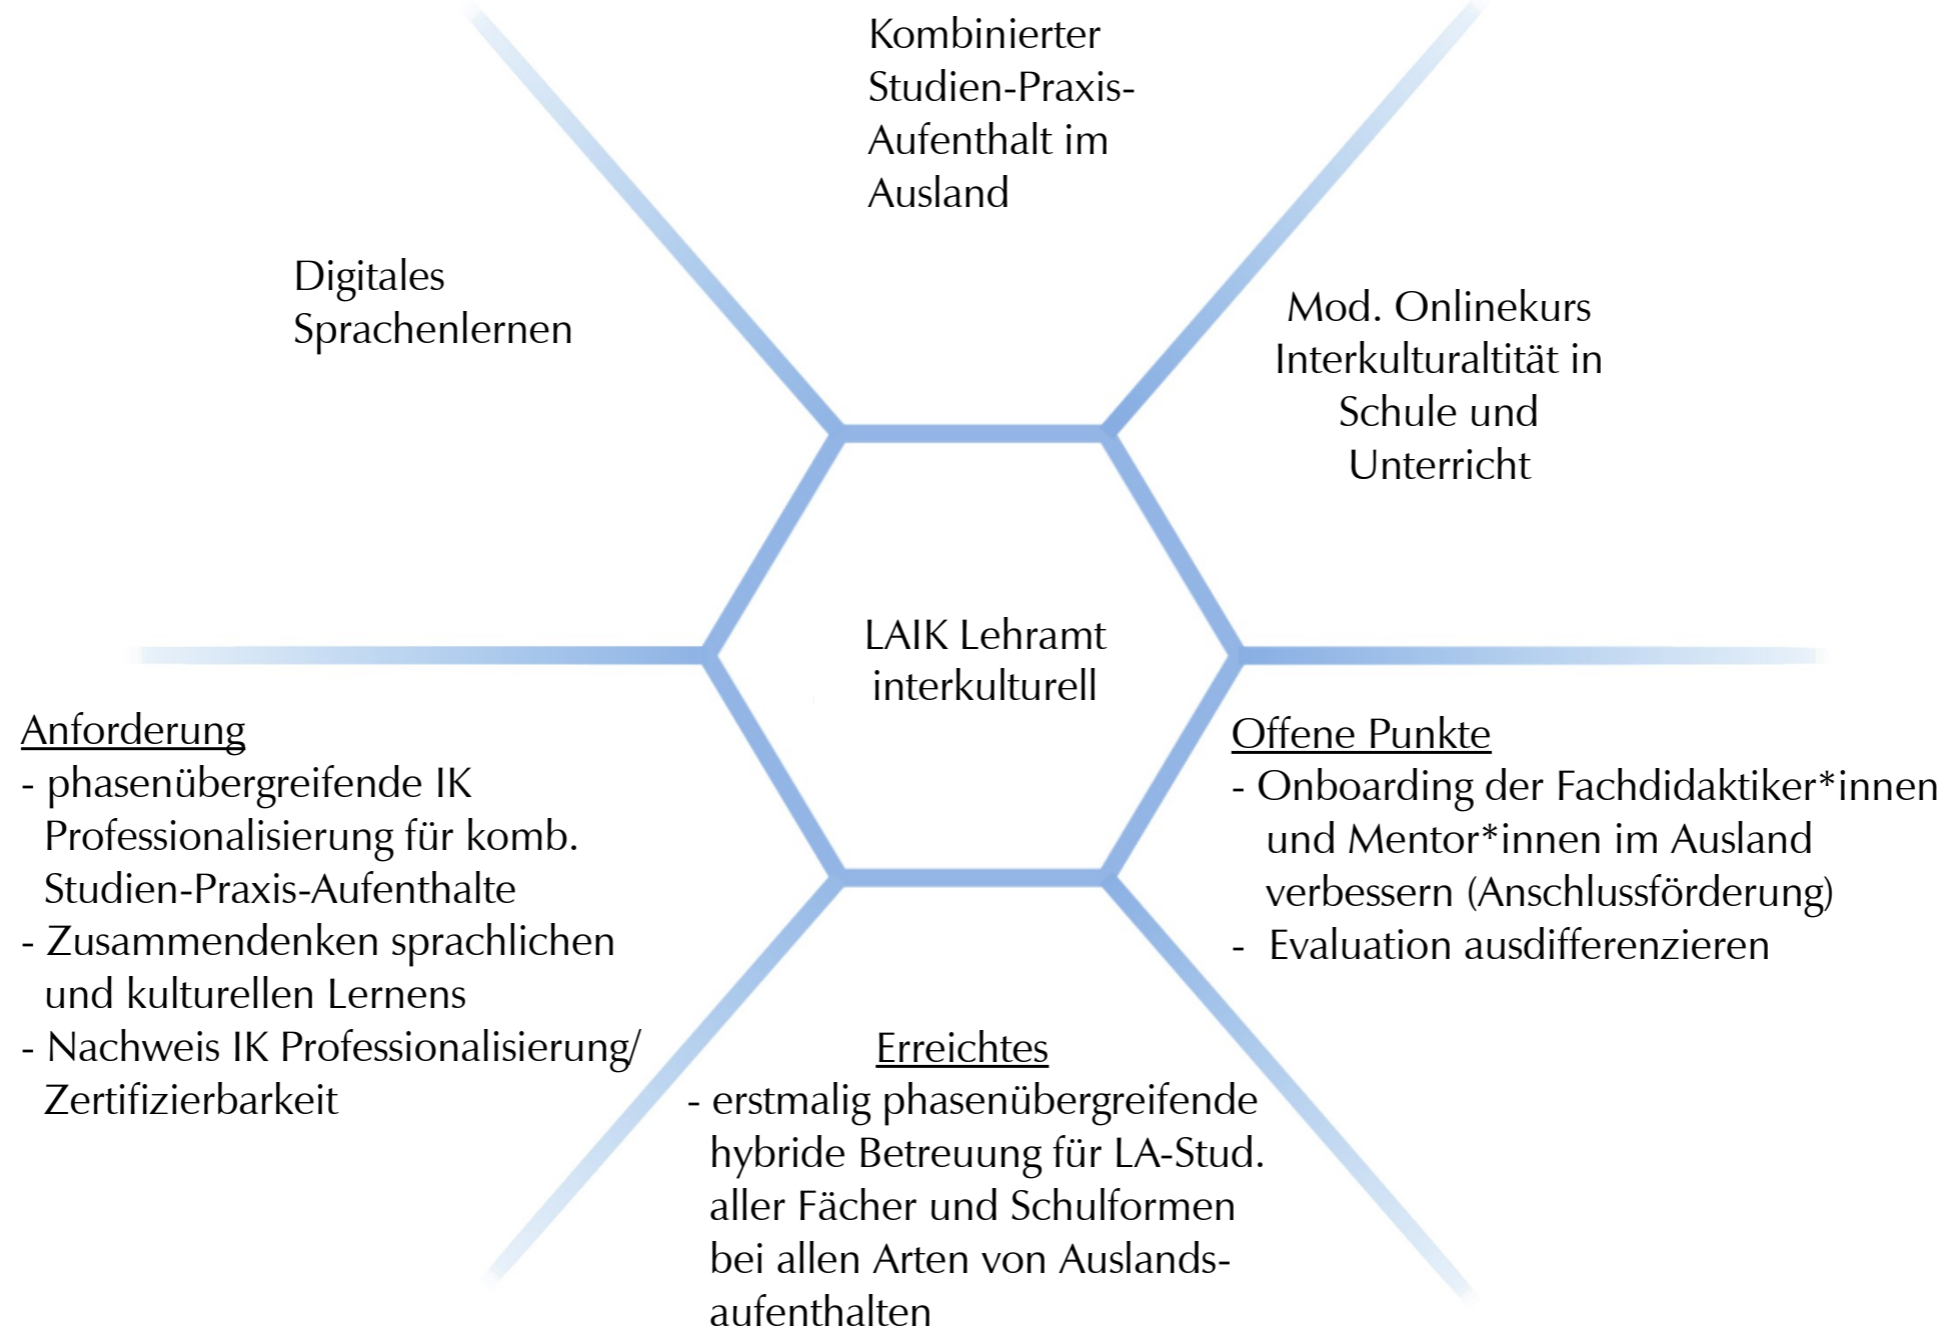 Kombinierter
Studien-Praxis-
Aufenthalt im
Ausland
Digitales
Sprachenlernen
Mod. Onlinekurs
Interkulturaltität in
Schule und
Unterricht
LAIK Lehramt
interkulturell
Anforderung
- phasenübergreifende IK
Professionalisierung für komb.
Studien-Praxis-Aufenthalte
- Zusammendenken sprachlichen
und kulturellen Lernens
- Nachweis IK Professionalisierung/
Zertifizierbarkeit
Offene Punkte
- Onboarding der Fachdidaktiker*innen
und Mentor*innen im Ausland
verbessern (Anschlussförderung)
- Evaluation ausdifferenzieren
Erreichtes
- erstmalig phasenübergreifende
hybride Betreuung für LA-Stud.
aller Fächer und Schulformen
bei allen Arten von Auslands-
aufenthalten